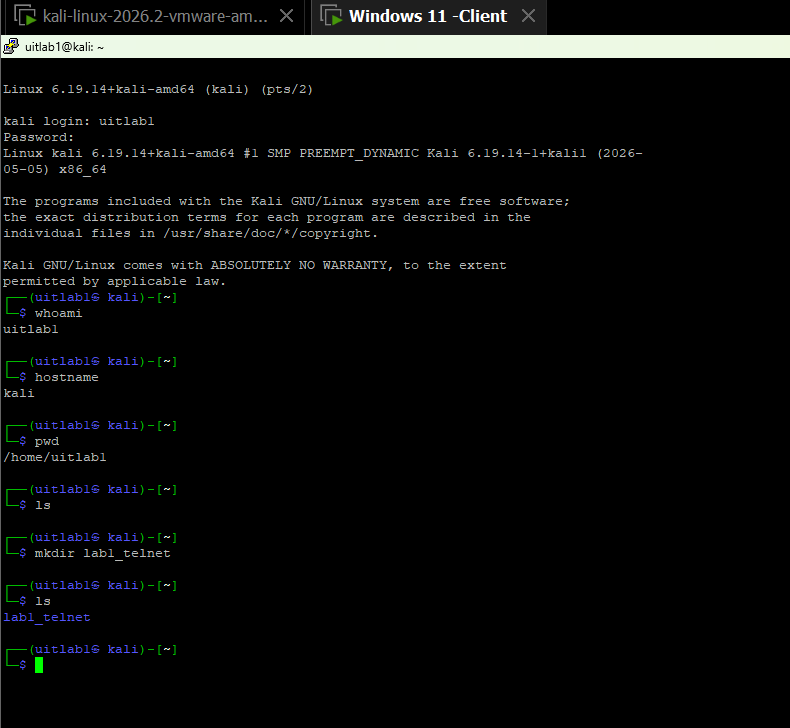 kali-linux-2026.2-vmware-am...
Windows 11 -Client
uitlab1@kali: ~
Linux 6.19.14+kali-amd64 (kali) (pts/2)
kali login: uitlab1
Password:
Linux kali 6.19.14+kali-amd64 #1 SMP PREEMPT_DYNAMIC Kali 6.19.14-1+kali1 (2026-
05-05) x86_64
The programs included with the Kali GNU/Linux system are free software;
the exact distribution terms for each program are described in the
individual files in /usr/share/doc/*/copyright.
Kali GNU/Linux comes with ABSOLUTELY NO WARRANTY, to the extent
permitted by applicable law.
┌──(uitlab1㉿ kali)-[~]
└─$ whoami
uitlab1
┌──(uitlab1㉿ kali)-[~]
└─$ hostname
kali
┌──(uitlab1㉿ kali)-[~]
└─$ pwd
/home/uitlab1
┌──(uitlab1㉿ kali)-[~]
└─$ ls
┌──(uitlab1㉿ kali)-[~]
└─$ mkdir lab1_telnet
┌──(uitlab1㉿ kali)-[~]
└─$ ls
lab1_telnet
┌──(uitlab1㉿ kali)-[~]
└─$